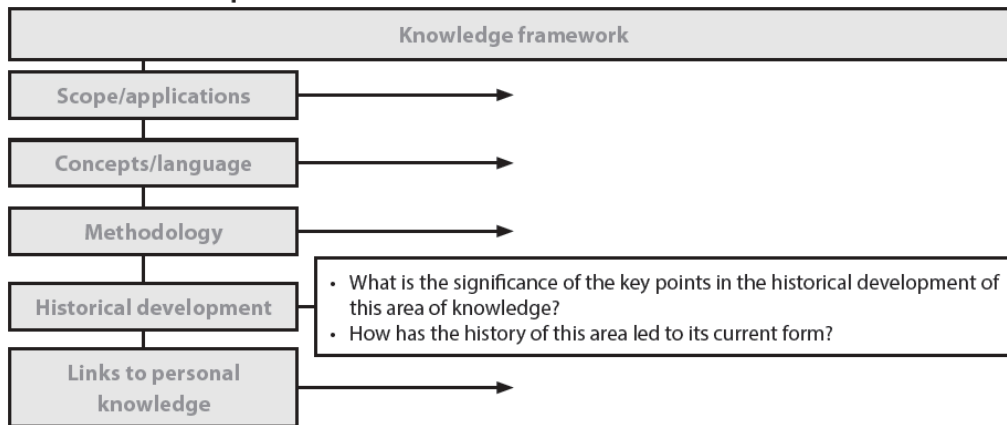 Knowledge framework
Scope/applications
Concepts/language
Methodology
Historical development
• What is the significance of the key points in the historical development of
this area of knowledge?
• How has the history of this area led to its current form?
Links to personal
knowledge